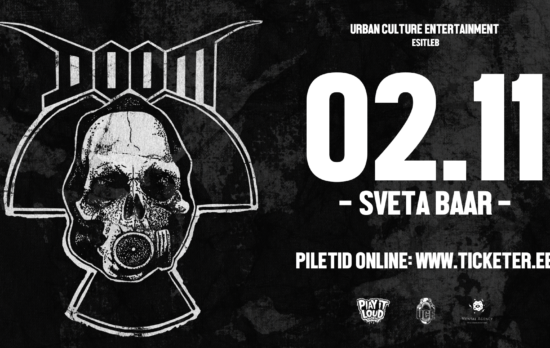 DOOM
URBAN CULTURE ENTERTAINMENT
ESITLEB
02.11
- SVETA BAAR -
PILETID ONLINE: WWW.TICKETER.EE
PLAY IT
LOUD